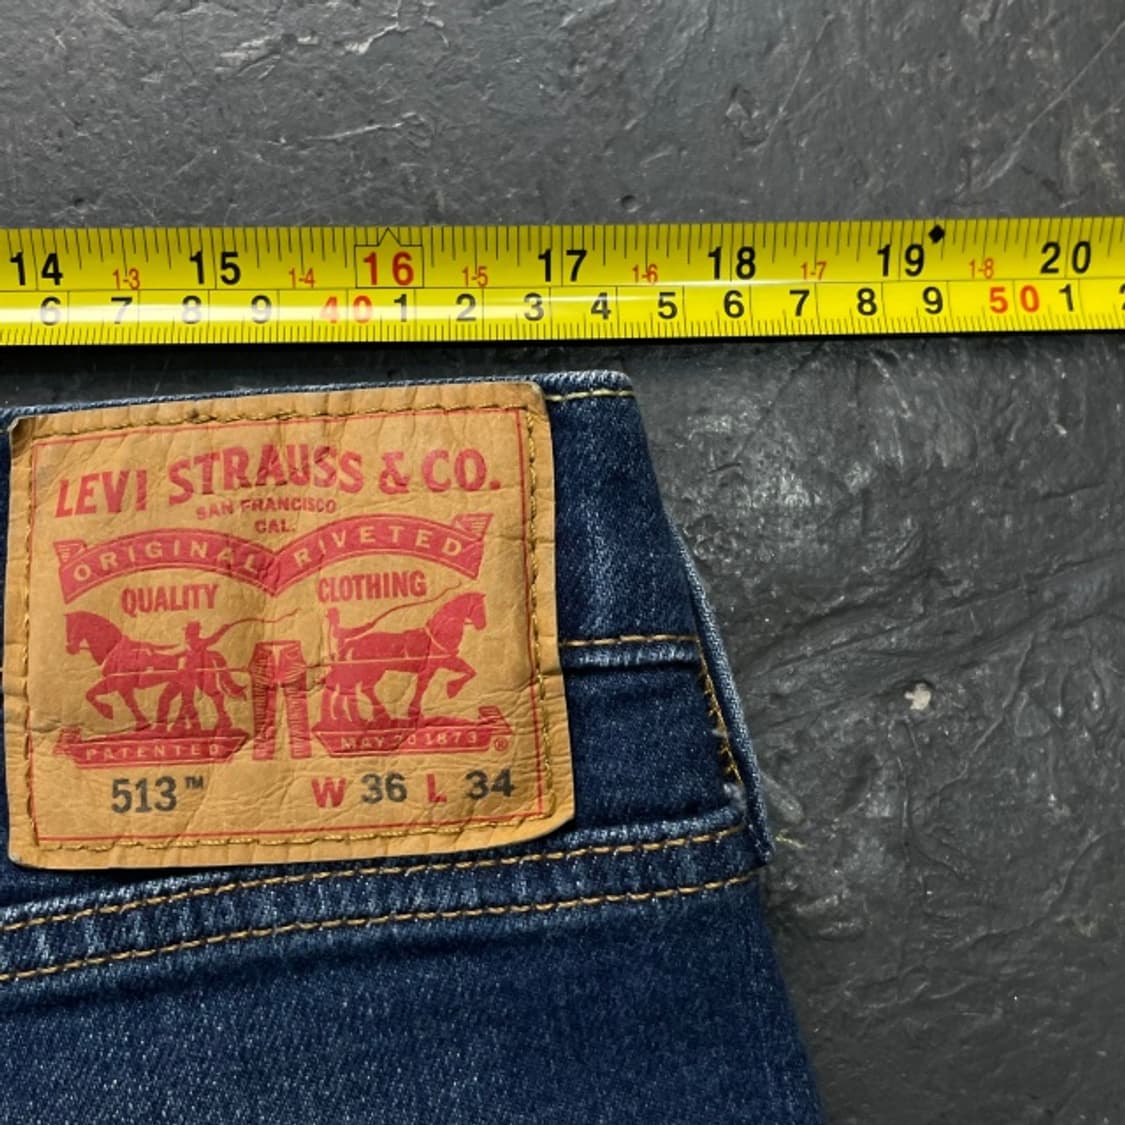 14 1-3 15 1-4 16 1-5 17 1-6 18 1-7 19 1-8 20
6 7 8 9 40 1 2 3 4 5 6 7 8 9 50 1
LEVI STRAUSS & CO.
SAN FRANCISCO
CAL.
ORIGINAL RIVETED
QUALITY CLOTHING
PATENTED MAY 20 1873 ®
513™ W 36 L 34